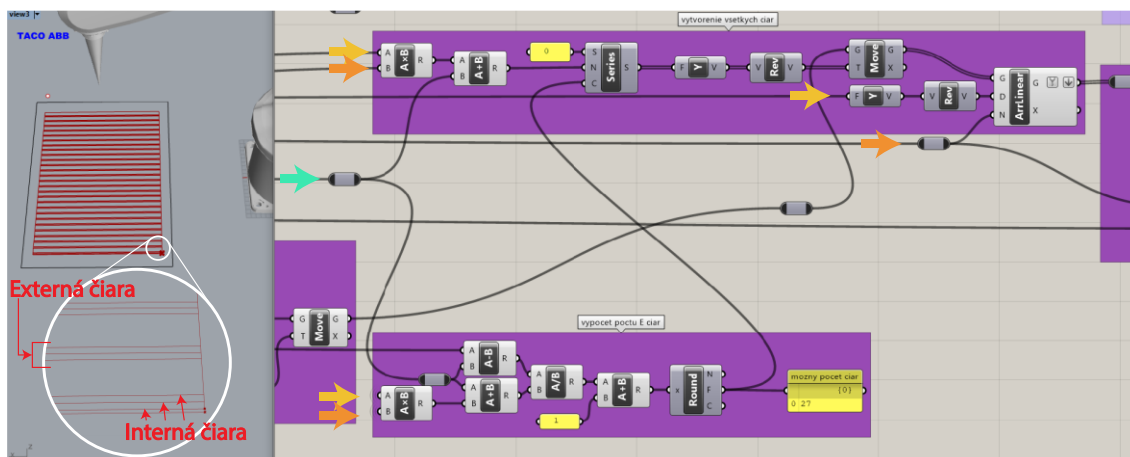 view3
TACO ABB
Externá čiara
Interná čiara
vytvorenie vsetkych ciar
A B A×B R
A B A+B R
0
S N C Series S
F Y V
V Rev V
G T Move G X
F Y V
V Rev V
G D N ArrLinear G X
G T Move G X
vypocet poctu E ciar
A B A-B R
A B A×B R
A B A+B R
A B A/B R
1
A B A+B R
x Round N F C
mozny pocet ciar
{0}
0 27
z